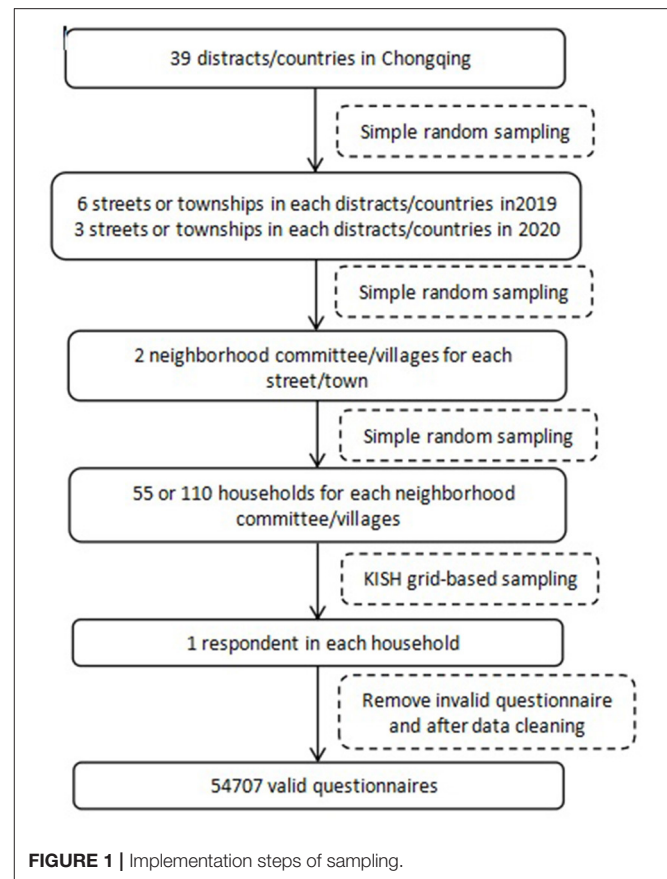 39 distracts/countries in Chongqing
Simple random sampling
6 streets or townships in each distracts/countries in2019
3 streets or townships in each distracts/countries in 2020
Simple random sampling
2 neighborhood committee/villages for each
street/town
Simple random sampling
55 or 110 households for each neighborhood
committee/villages
KISH grid-based sampling
1 respondent in each household
Remove invalid questionnaire
and after data cleaning
54707 valid questionnaires
FIGURE 1 | Implementation steps of sampling.